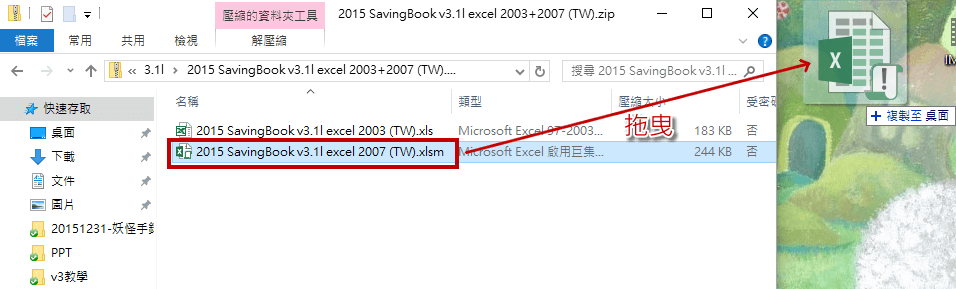 壓縮的資料夾工具
2015 SavingBook v3.1l excel 2003+2007 (TW).zip
檔案
常用
共用
檢視
解壓縮
3.1l
2015 SavingBook v3.1l excel 2003+2007 (TW)....
搜尋 2015 SavingBook v3.1l ...
快速存取
名稱
類型
壓縮大小
受密碼
桌面
2015 SavingBook v3.1l excel 2003 (TW).xls
Microsoft Excel 97-2003...
183 KB
否
下載
2015 SavingBook v3.1l excel 2007 (TW).xlsm
Microsoft Excel 啟用巨集...
244 KB
否
文件
圖片
20151231-妖怪手
PPT
v3教學
拖曳
複製至 桌面